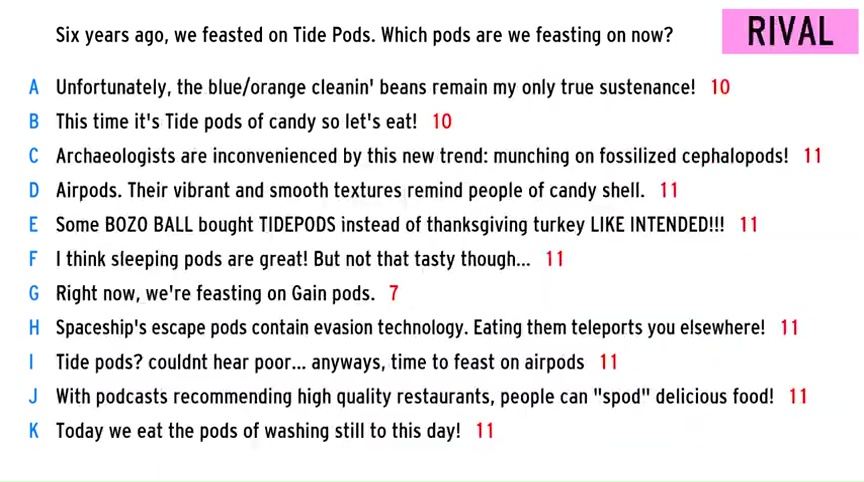 Six years ago, we feasted on Tide Pods. Which pods are we feasting on now?
RIVAL
A Unfortunately, the blue/orange cleanin' beans remain my only true sustenance! 10
B This time it's Tide pods of candy so let's eat! 10
C Archaeologists are inconvenienced by this new trend: munching on fossilized cephalopods! 11
D Airpods. Their vibrant and smooth textures remind people of candy shell. 11
E Some BOZO BALL bought TIDEPODS instead of thanksgiving turkey LIKE INTENDED!!! 11
F I think sleeping pods are great! But not that tasty though... 11
G Right now, we're feasting on Gain pods. 7
H Spaceship's escape pods contain evasion technology. Eating them teleports you elsewhere! 11
I Tide pods? couldnt hear poor... anyways, time to feast on airpods 11
J With podcasts recommending high quality restaurants, people can "spod" delicious food! 11
K Today we eat the pods of washing still to this day! 11